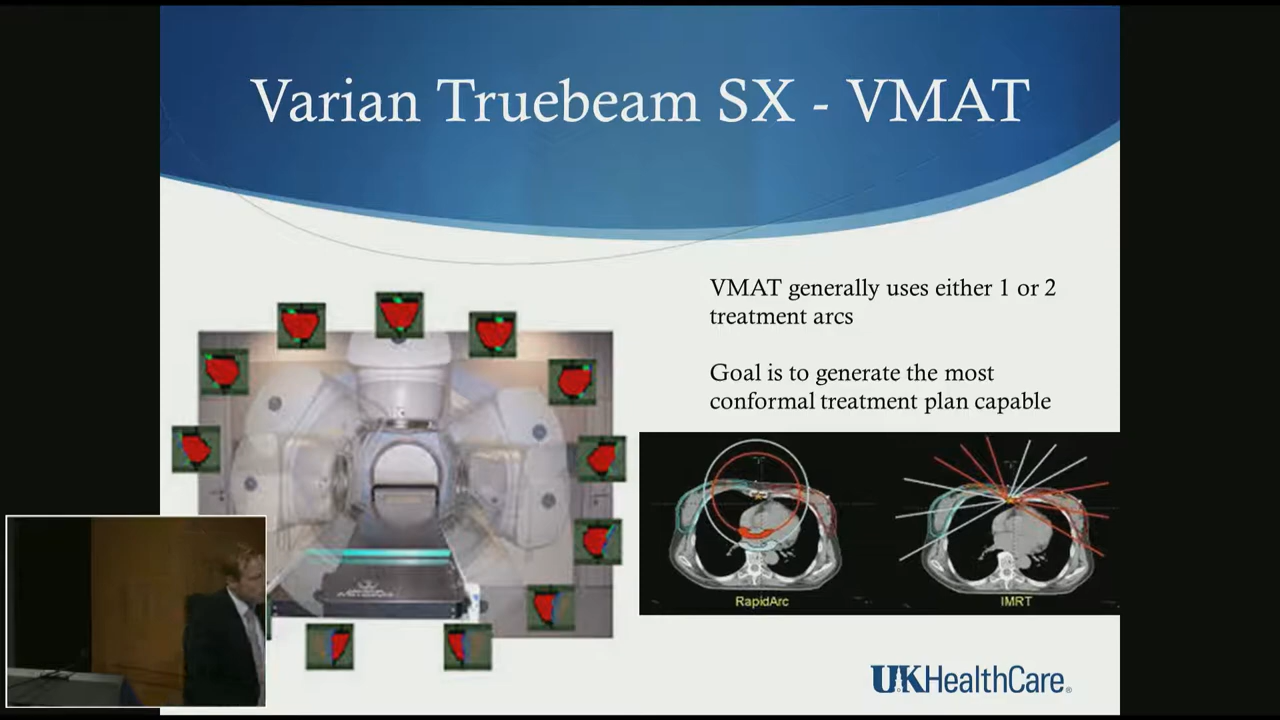 Varian Truebeam SX - VMAT
VMAT generally uses either 1 or 2
treatment arcs
Goal is to generate the most
conformal treatment plan capable
RapidArc
IMRT
UKHealthCare®